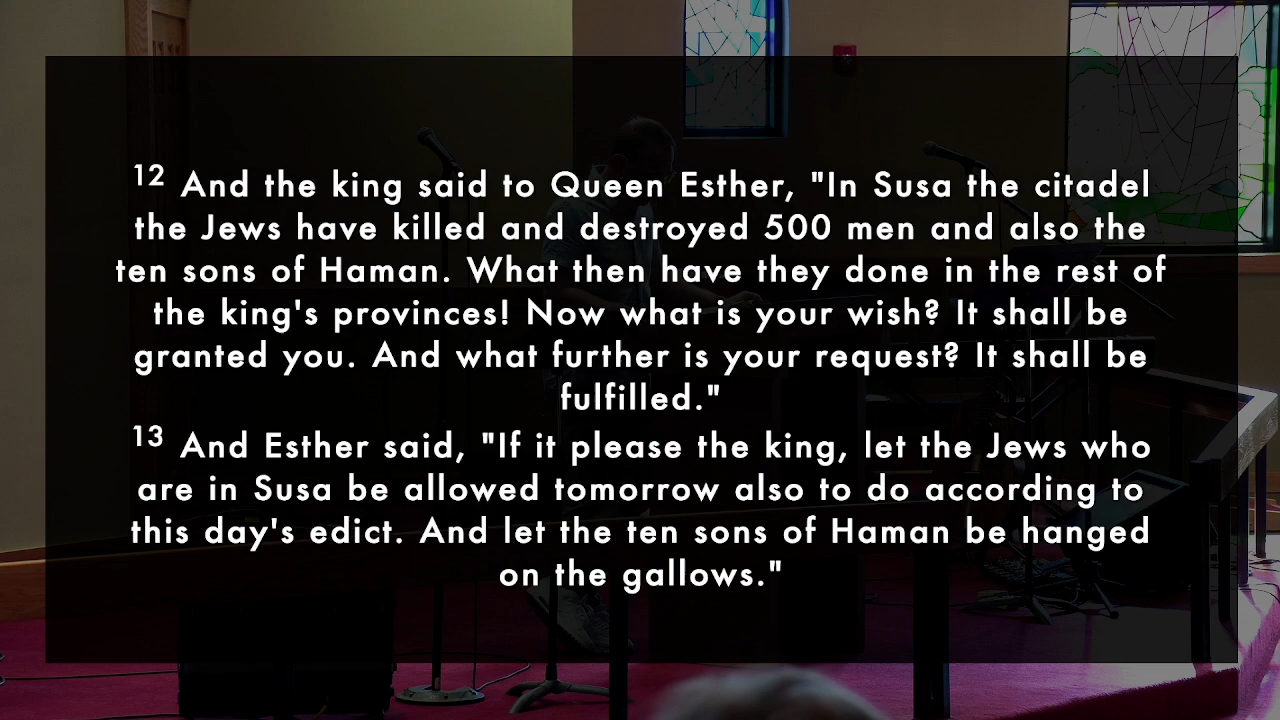 12 And the king said to Queen Esther, "In Susa the citadel
the Jews have killed and destroyed 500 men and also the
ten sons of Haman. What then have they done in the rest of
the king's provinces! Now what is your wish? It shall be
granted you. And what further is your request? It shall be
fulfilled."
13 And Esther said, "If it please the king, let the Jews who
are in Susa be allowed tomorrow also to do according to
this day's edict. And let the ten sons of Haman be hanged
on the gallows."